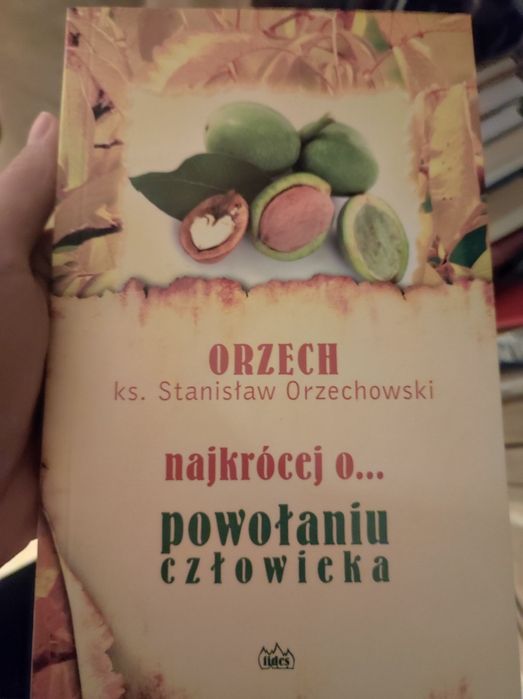 ORZECH
ks. Stanisław Orzechowski
najkrócej o...
powołaniu
człowieka
fides